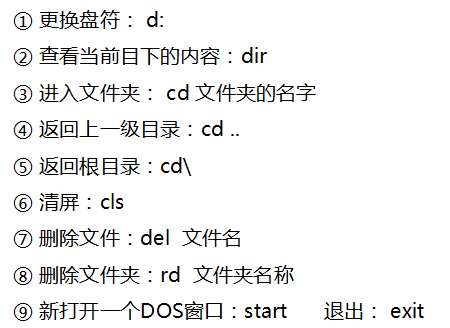 ① 更换盘符： d:
② 查看当前目下的内容：dir
③ 进入文件夹： cd 文件夹的名字
④ 返回上一级目录：cd ..
⑤ 返回根目录：cd\
⑥ 清屏：cls
⑦ 删除文件：del  文件名
⑧ 删除文件夹：rd  文件夹名称
⑨ 新打开一个DOS窗口：start      退出： exit